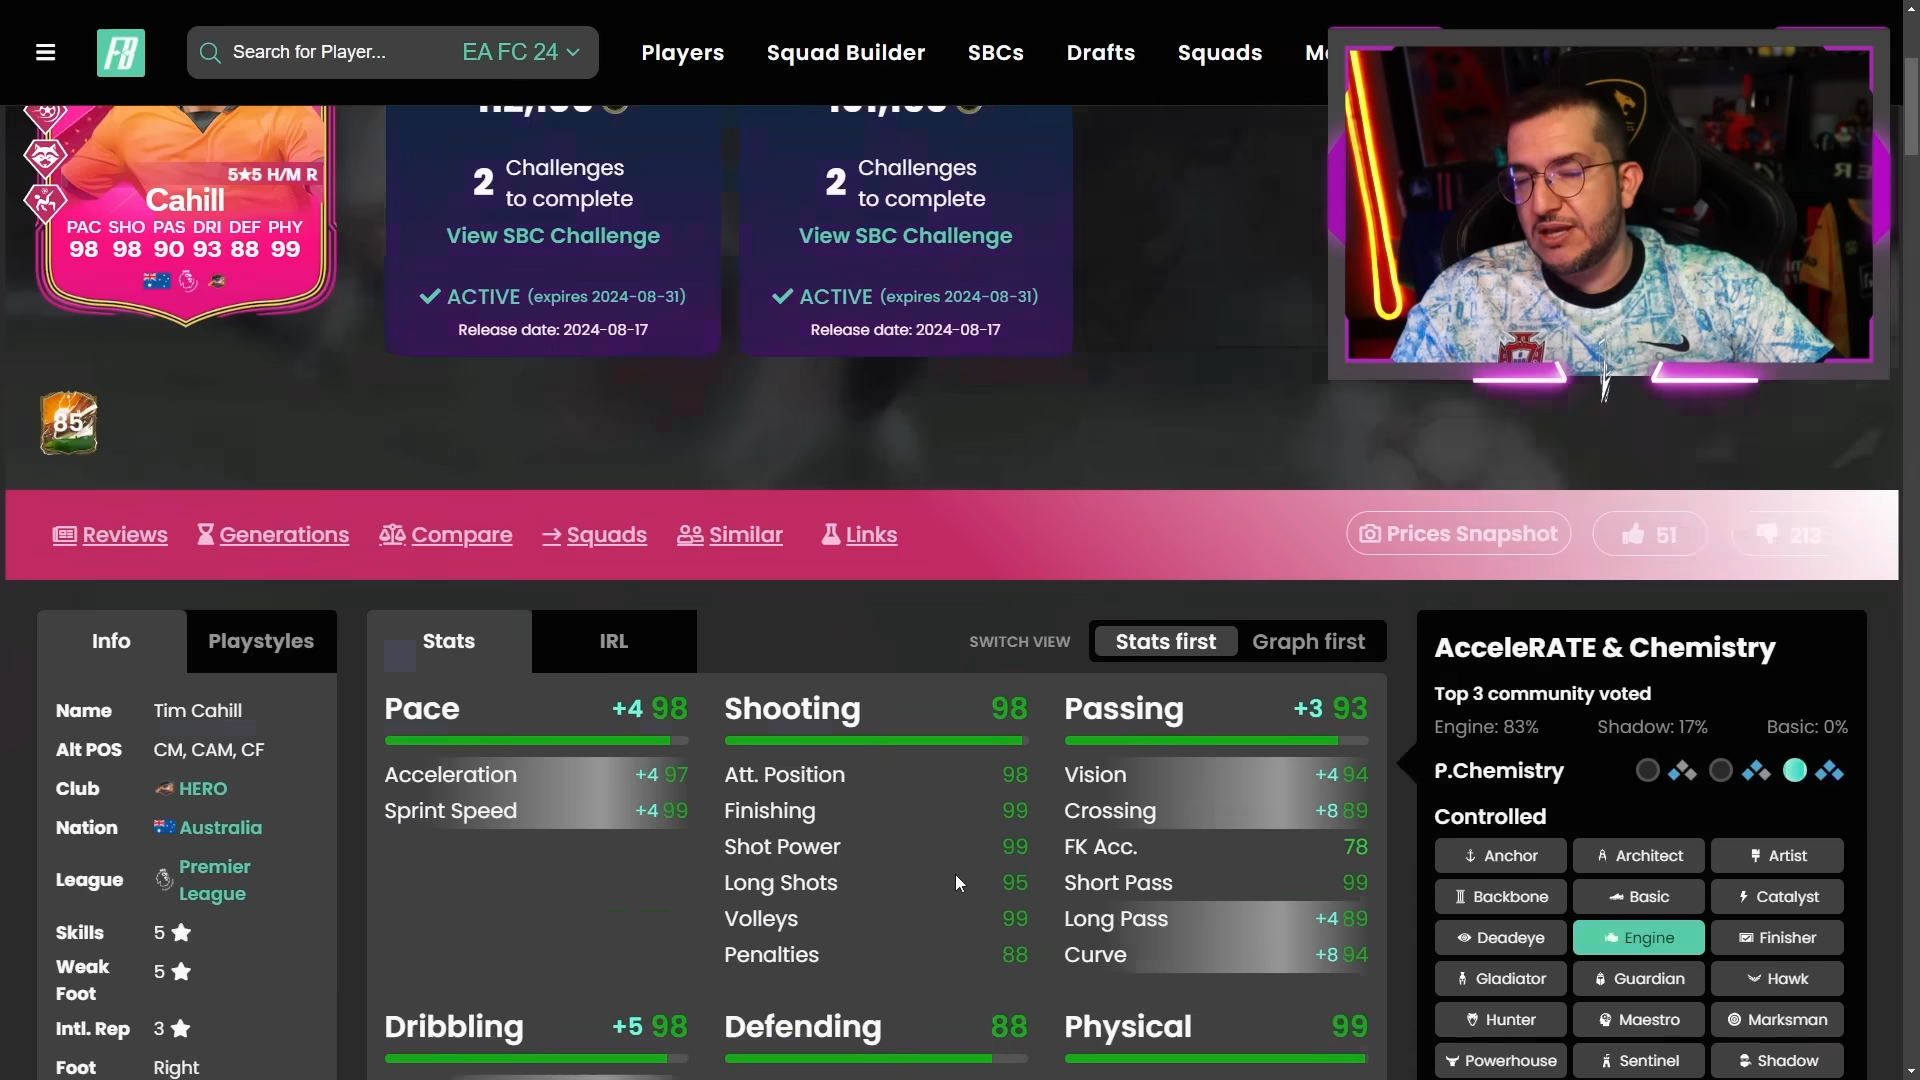 FB
Search for Player...
EA FC 24
Players
Squad Builder
SBCs
Drafts
Squads
5★5 H/M R
Cahill
PAC SHO PAS DRI DEF PHY
98 98 90 93 88 99
2 Challenges to complete
View SBC Challenge
ACTIVE (expires 2024-08-31)
Release date: 2024-08-17
2 Challenges to complete
View SBC Challenge
ACTIVE (expires 2024-08-31)
Release date: 2024-08-17
85
Reviews
Generations
Compare
Squads
Similar
Links
Prices Snapshot
51
213
Info
Playstyles
Name Tim Cahill
Alt POS CM, CAM, CF
Club HERO
Nation Australia
League Premier League
Skills 5
Weak Foot 5
Intl. Rep 3
Foot Right
Stats
IRL
SWITCH VIEW
Stats first
Graph first
Pace +4 98
Acceleration +4 97
Sprint Speed +4 99
Shooting 98
Att. Position 98
Finishing 99
Shot Power 99
Long Shots 95
Volleys 99
Penalties 88
Passing +3 93
Vision +4 94
Crossing +8 89
FK Acc. 78
Short Pass 99
Long Pass +4 89
Curve +8 94
Dribbling +5 98
Defending 88
Physical 99
AcceleRATE & Chemistry
Top 3 community voted
Engine: 83% Shadow: 17% Basic: 0%
P.Chemistry
Controlled
Anchor Architect Artist
Backbone Basic Catalyst
Deadeye Engine Finisher
Gladiator Guardian Hawk
Hunter Maestro Marksman
Powerhouse Sentinel Shadow